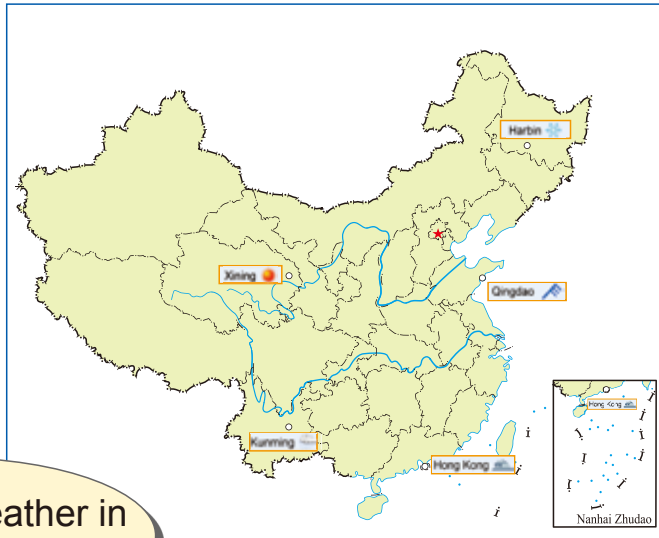 Harbin
Xining
Qingdao
Kunming
Hong Kong
Hong Kong
Nanhai Zhudao
eather in